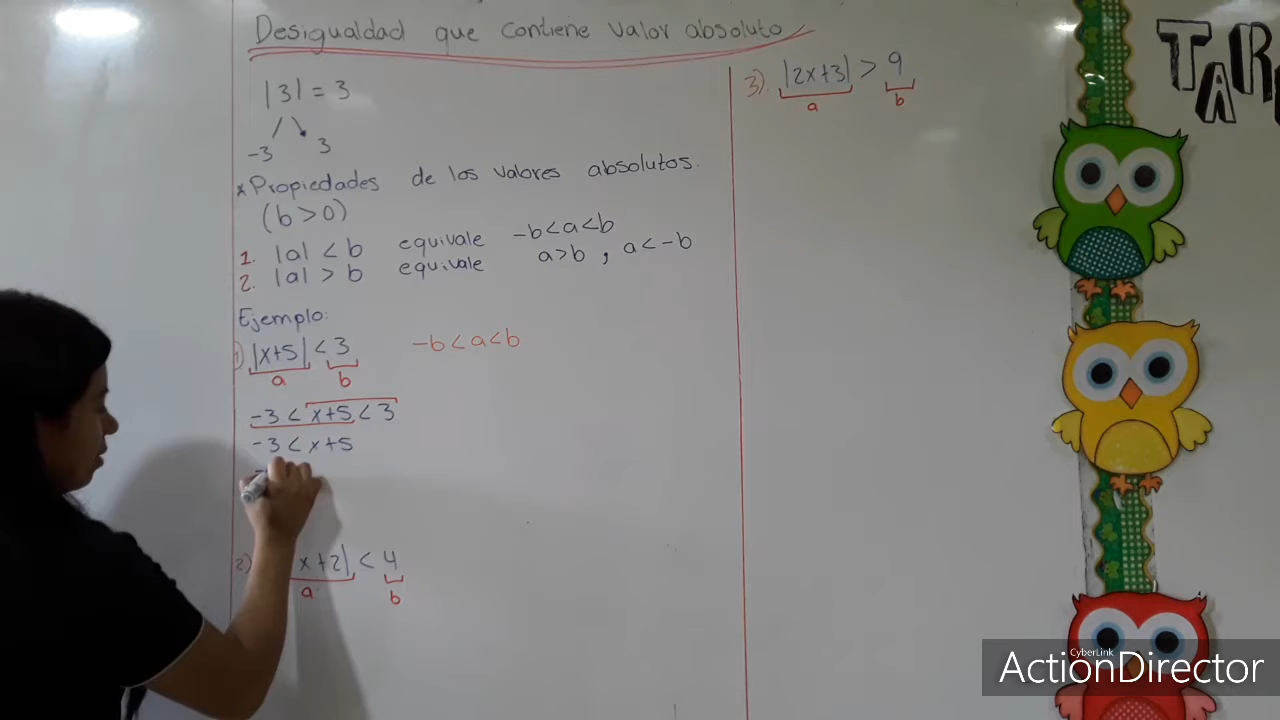 Desigualdad que contiene valor absoluto
|3| = 3
-3 3
* Propiedades de los valores absolutos.
(b > 0)
1. |a| < b equivale -b < a < b
2. |a| > b equivale a > b , a < -b
Ejemplo:
1) |x+5| < 3 -b < a < b
a b
-3 < x+5 < 3
-3 < x+5
2) x+2| < 4
a b
3) |2x+3| > 9
a b
CyberLink
ActionDirector